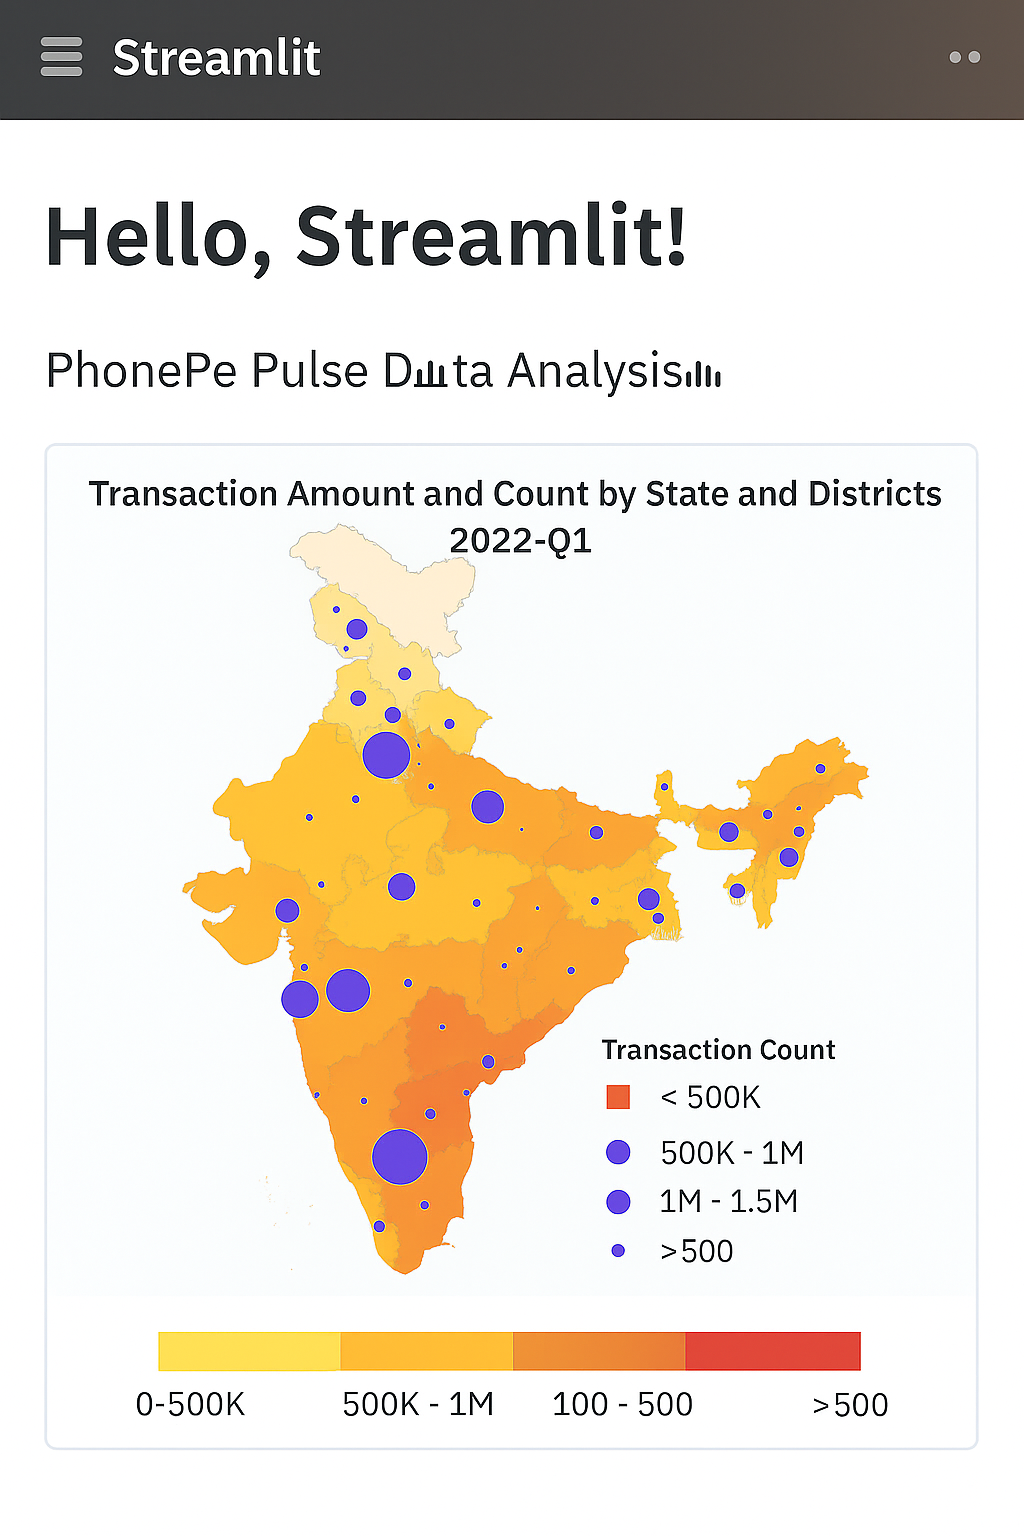 Streamlit
Hello, Streamlit!
PhonePe Pulse Data Analysis
Transaction Amount and Count by State and Districts
2022-Q1
Transaction Count
< 500K
500K - 1M
1M - 1.5M
>500
0-500K
500K - 1M
100 - 500
>500